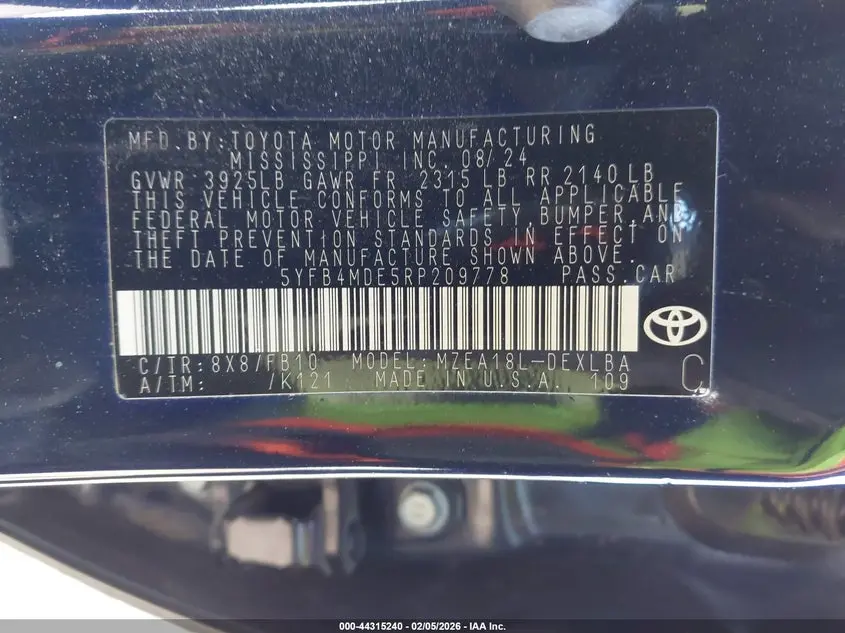 MFD. BY: TOYOTA MOTOR MANUFACTURING
MISSISSIPPI INC. 08/24
GVWR 3925LB GAWR FR 2315 LB RR 2140 LB
THIS VEHICLE CONFORMS TO ALL APPLICABLE
FEDERAL MOTOR VEHICLE SAFETY, BUMPER, AND
THEFT PREVENTION STANDARDS IN EFFECT ON
THE DATE OF MANUFACTURE SHOWN ABOVE.
5YFB4MDE5RP209778 PASS. CAR
C/TR: 8X8/FB10 MODEL: MZEA18L-DEXLBA
A/TM: /K121 MADE IN U.S.A. 109 C
000-44315240 - 02/05/2026 - IAA Inc.